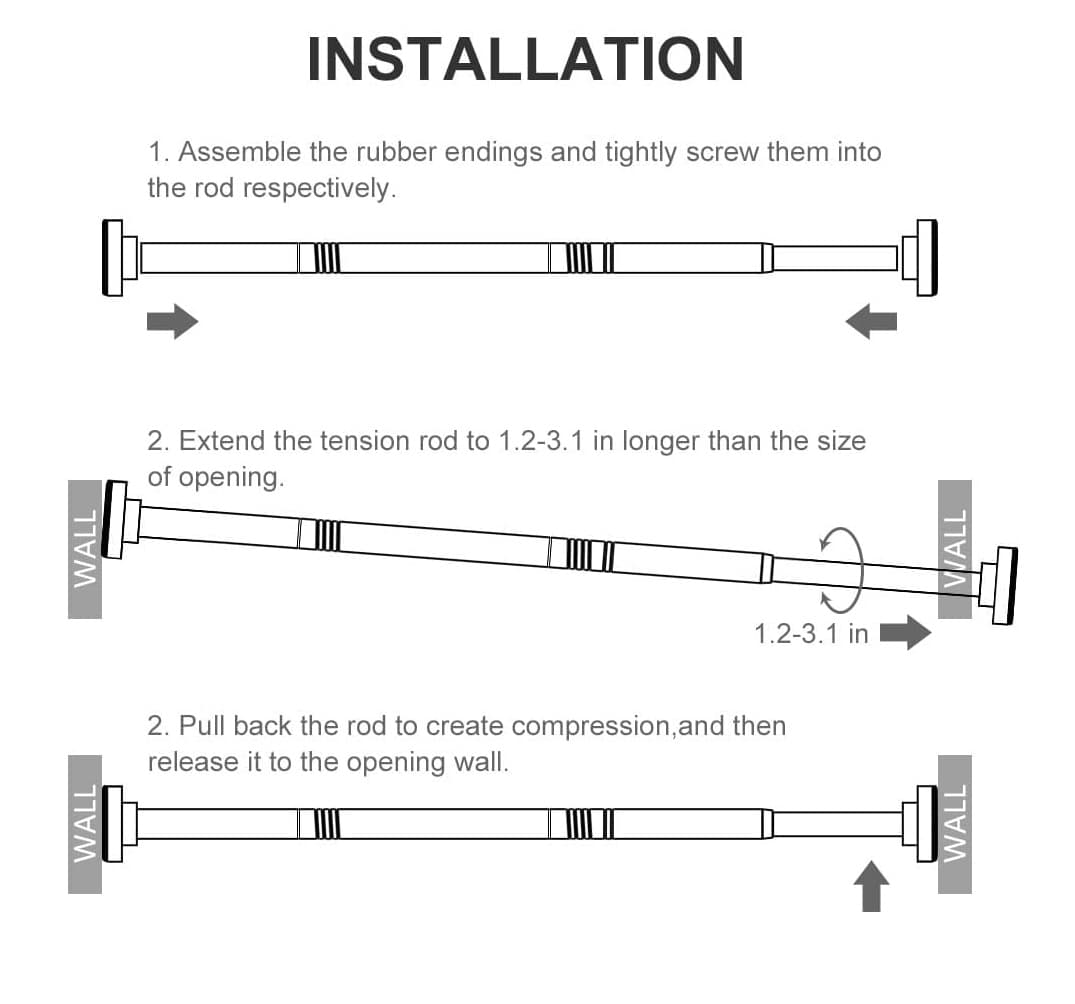 INSTALLATION
1. Assemble the rubber endings and tightly screw them into
the rod respectively.
2. Extend the tension rod to 1.2-3.1 in longer than the size
of opening.
WALL
WALL
1.2-3.1 in
2. Pull back the rod to create compression,and then
release it to the opening wall.
WALL
WALL